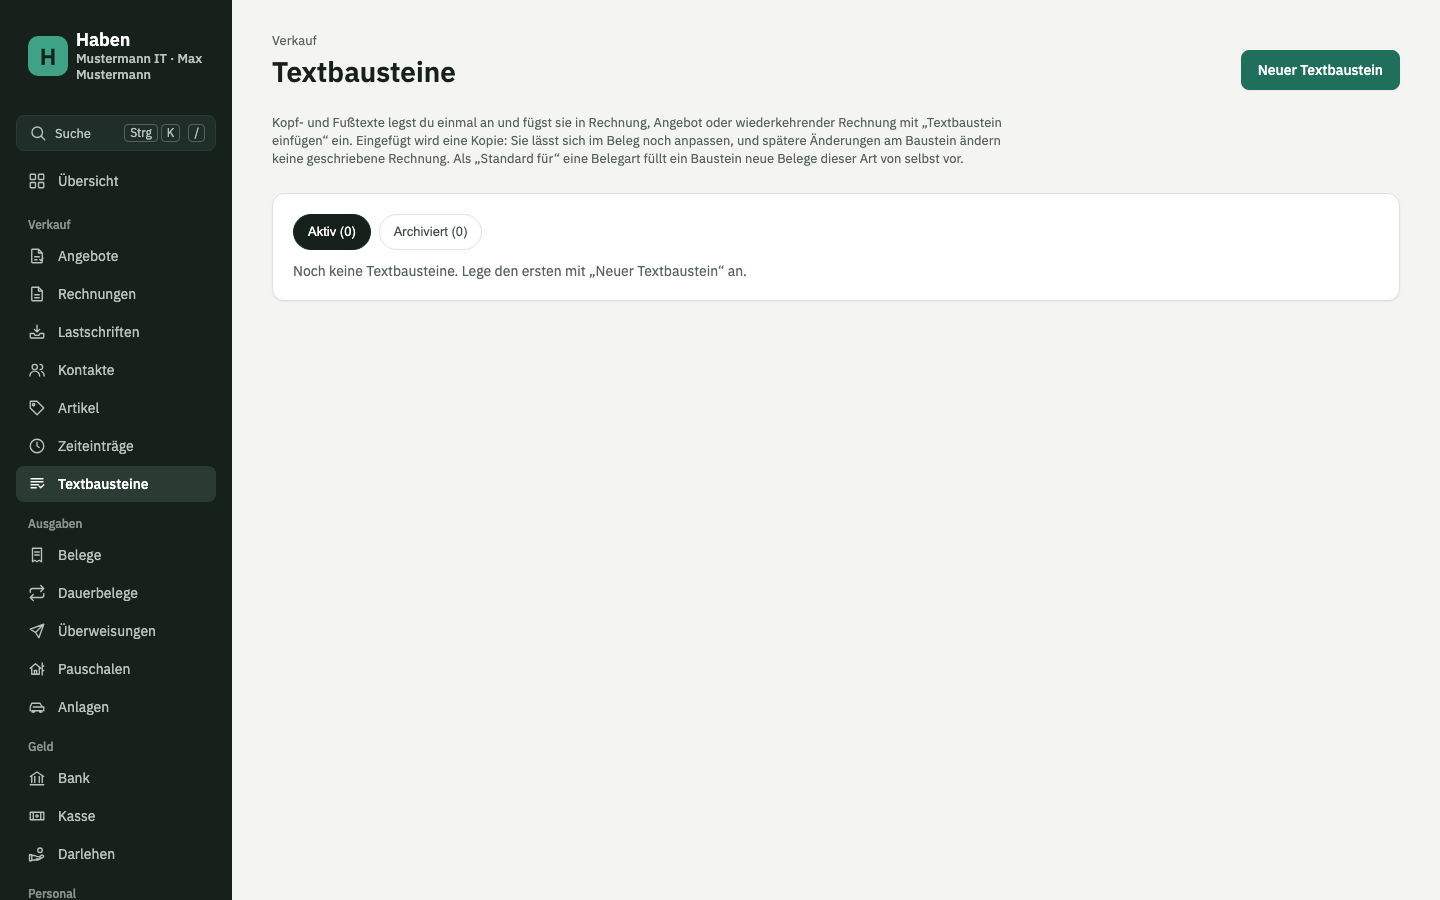 Haben
Mustermann IT · Max
Mustermann
H
Suche Strg K /
Übersicht
Verkauf
Angebote
Rechnungen
Lastschriften
Kontakte
Artikel
Zeiteinträge
Textbausteine
Ausgaben
Belege
Dauerbelege
Überweisungen
Pauschalen
Anlagen
Geld
Bank
Kasse
Darlehen
Personal
Verkauf
Textbausteine
Neuer Textbaustein
Kopf- und Fußtexte legst du einmal an und fügst sie in Rechnung, Angebot oder wiederkehrender Rechnung mit „Textbaustein
einfügen“ ein. Eingefügt wird eine Kopie: Sie lässt sich im Beleg noch anpassen, und spätere Änderungen am Baustein ändern
keine geschriebene Rechnung. Als „Standard für“ eine Belegart füllt ein Baustein neue Belege dieser Art von selbst vor.
Aktiv (0) Archiviert (0)
Noch keine Textbausteine. Lege den ersten mit „Neuer Textbaustein“ an.